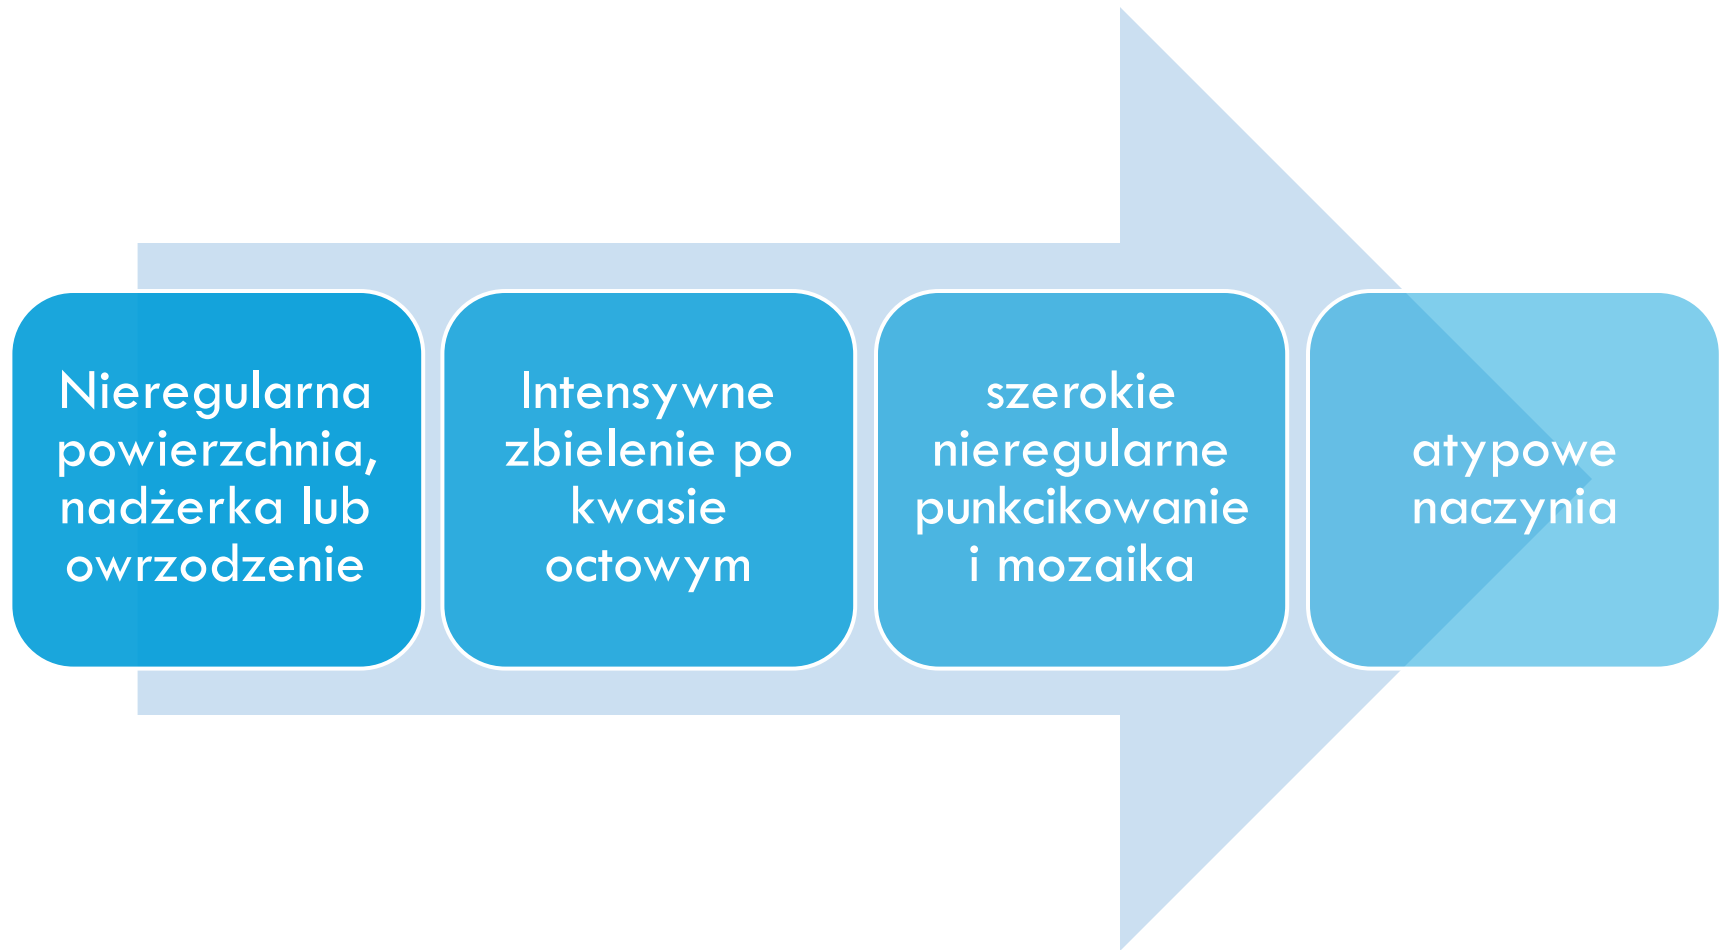 Nieregularna
powierzchnia,
nadżerka lub
owrzodzenie
Intensywne
zbielenie po
kwasie
octowym
szerokie
nieregularne
punkcikowanie
i mozaika
atypowe
naczynia